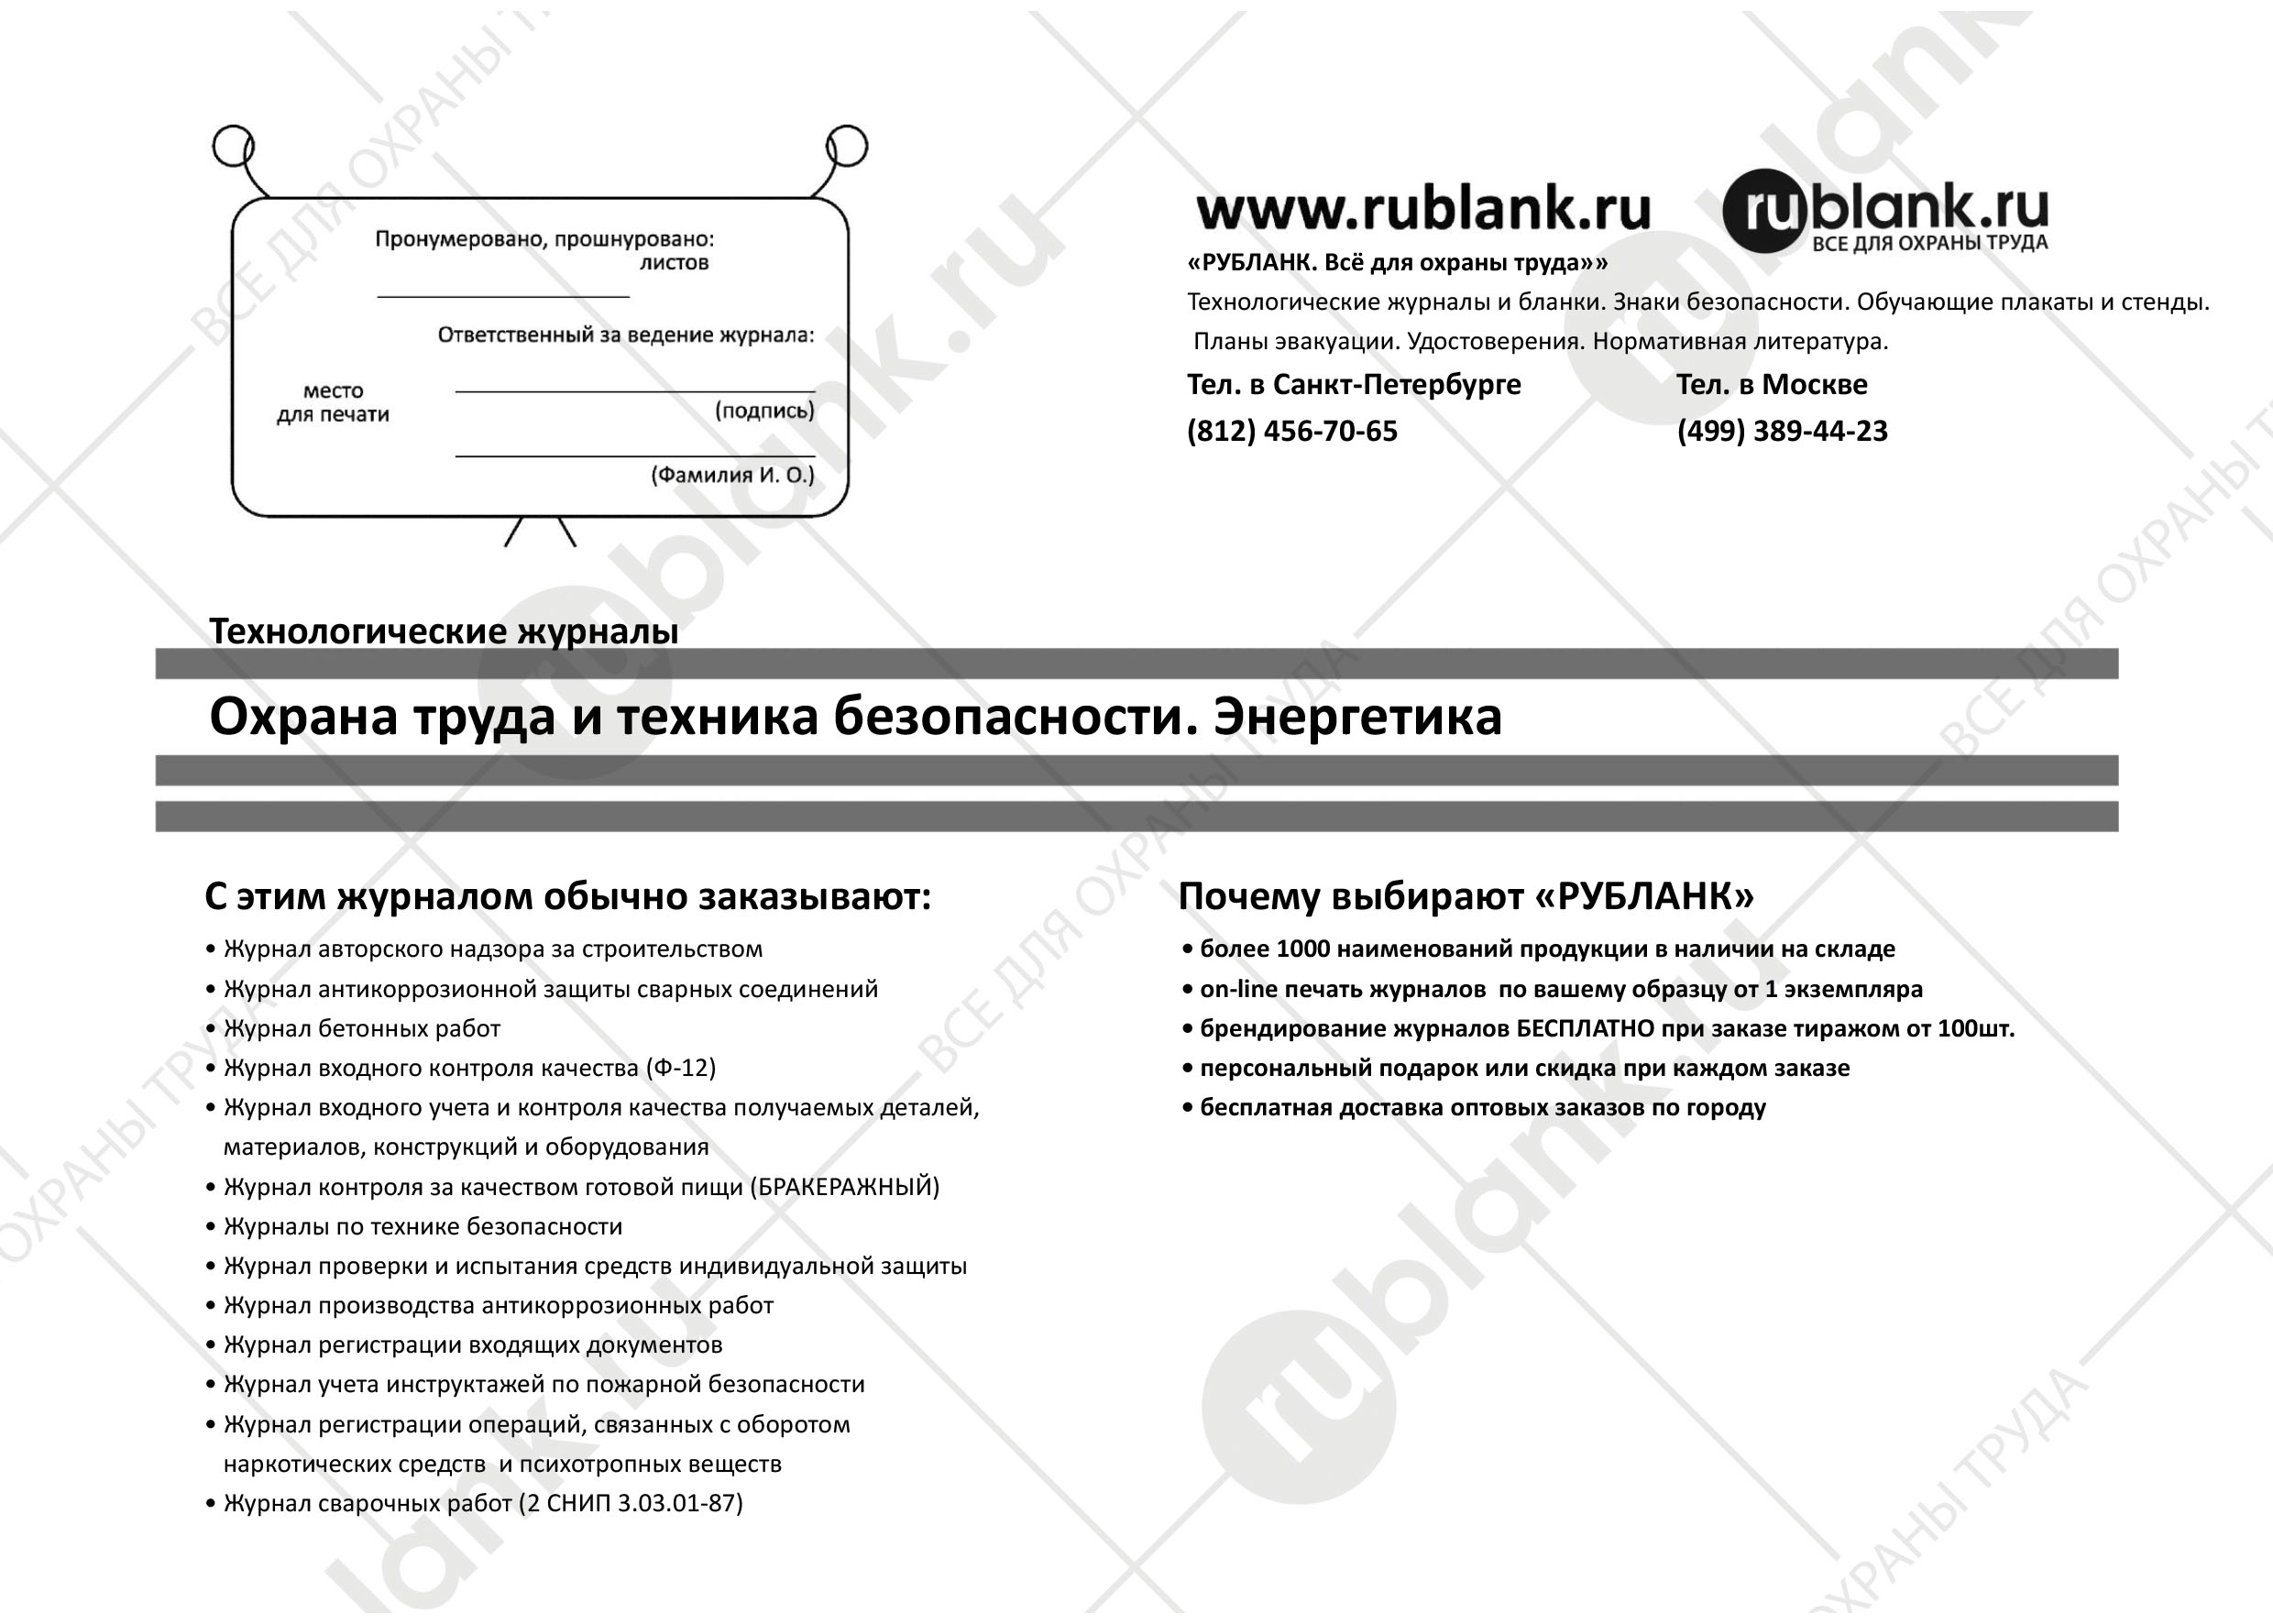 Пронумеровано, прошнуровано:
листов
Ответственный за ведение журнала:
место
для печати
(подпись)
(Фамилия И. О.)
www.rublank.ru
rublank.ru
ВСЕ ДЛЯ ОХРАНЫ ТРУДА
«РУБЛАНК. Всё для охраны труда»»
Технологические журналы и бланки. Знаки безопасности. Обучающие плакаты и стенды.
Планы эвакуации. Удостоверения. Нормативная литература.
Тел. в Санкт-Петербурге
Тел. в Москве
(812) 456-70-65
(499) 389-44-23
Технологические журналы
Охрана труда и техника безопасности. Энергетика
С этим журналом обычно заказывают:
• Журнал авторского надзора за строительством
• Журнал антикоррозионной защиты сварных соединений
• Журнал бетонных работ
• Журнал входного контроля качества (Ф-12)
• Журнал входного учета и контроля качества получаемых деталей,
материалов, конструкций и оборудования
• Журнал контроля за качеством готовой пищи (БРАКЕРАЖНЫЙ)
• Журналы по технике безопасности
• Журнал проверки и испытания средств индивидуальной защиты
• Журнал производства антикоррозионных работ
• Журнал регистрации входящих документов
• Журнал учета инструктажей по пожарной безопасности
• Журнал регистрации операций, связанных с оборотом
наркотических средств  и психотропных веществ
• Журнал сварочных работ (2 СНИП 3.03.01-87)
Почему выбирают «РУБЛАНК»
• более 1000 наименований продукции в наличии на складе
• on-line печать журналов  по вашему образцу от 1 экземпляра
• брендирование журналов БЕСПЛАТНО при заказе тиражом от 100шт.
• персональный подарок или скидка при каждом заказе
• бесплатная доставка оптовых заказов по городу
rublank.ru
ВСЕ ДЛЯ ОХРАНЫ ТРУДА
rublank.ru